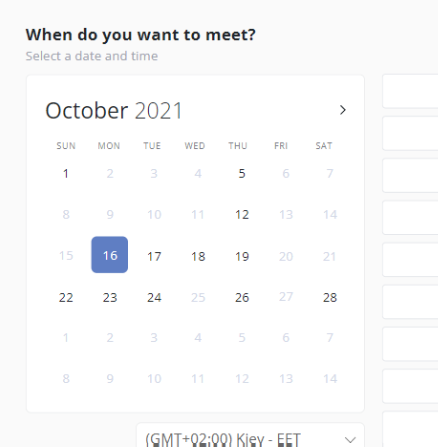 When do you want to meet?
Select a date and time
October 2021
SUN MON TUE WED THU FRI SAT
1 2 3 4 5 6 7
8 9 10 11 12 13 14
15 16 17 18 19 20 21
22 23 24 25 26 27 28
1 2 3 4 5 6 7
8 9 10 11 12 13 14
(GMT+02:00) Kiev - EET